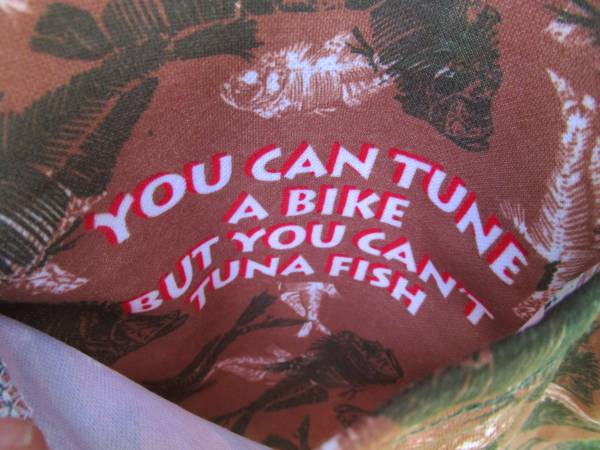 YOU CAN TUNE
A BIKE
BUT YOU CAN'T
TUNA FISH